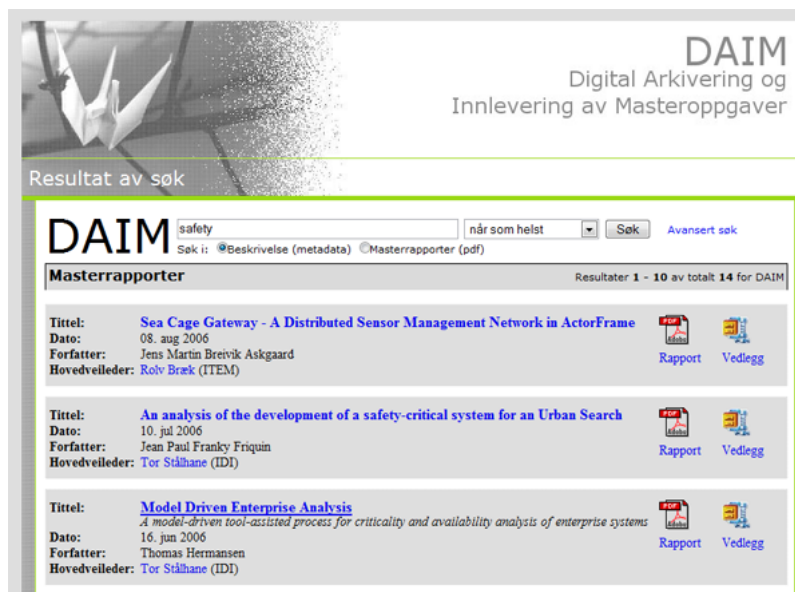 DAIM
Digital Arkivering og
Innlevering av Masteroppgaver
Resultat av søk
DAIM
safety
når som helst
Søk
Avansert søk
Søk i: Beskrivelse (metadata) Masterrapporter (pdf)
Masterrapporter
Resultater 1 - 10 av totalt 14 for DAIM
Tittel: Sea Cage Gateway - A Distributed Sensor Management Network in ActorFrame
Dato: 08. aug 2006
Forfatter: Jens Martin Breivik Askgaard
Hovedveileder: Rolv Bræk (ITEM)
PDF
Adobe
Rapport Vedlegg
Tittel: An analysis of the development of a safety-critical system for an Urban Search
Dato: 10. jul 2006
Forfatter: Jean Paul Franky Friquin
Hovedveileder: Tor Stålhane (IDI)
PDF
Adobe
Rapport Vedlegg
Tittel: Model Driven Enterprise Analysis
A model-driven tool-assisted process for criticality and availability analysis of enterprise systems
Dato: 16. jun 2006
Forfatter: Thomas Hermansen
Hovedveileder: Tor Stålhane (IDI)
PDF
Adobe
Rapport Vedlegg